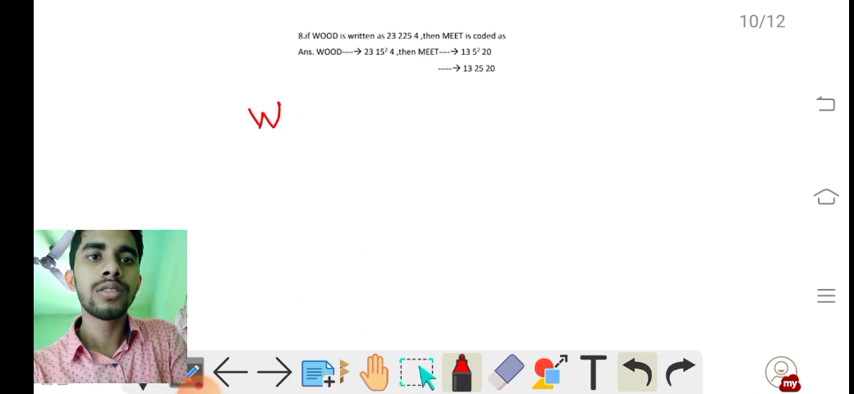 10/12
8.if WOOD is written as 23 225 4 ,then MEET is coded as
Ans. WOOD----→ 23 15² 4 ,then MEET----→ 13 5² 20
-----→ 13 25 20
W
T
my